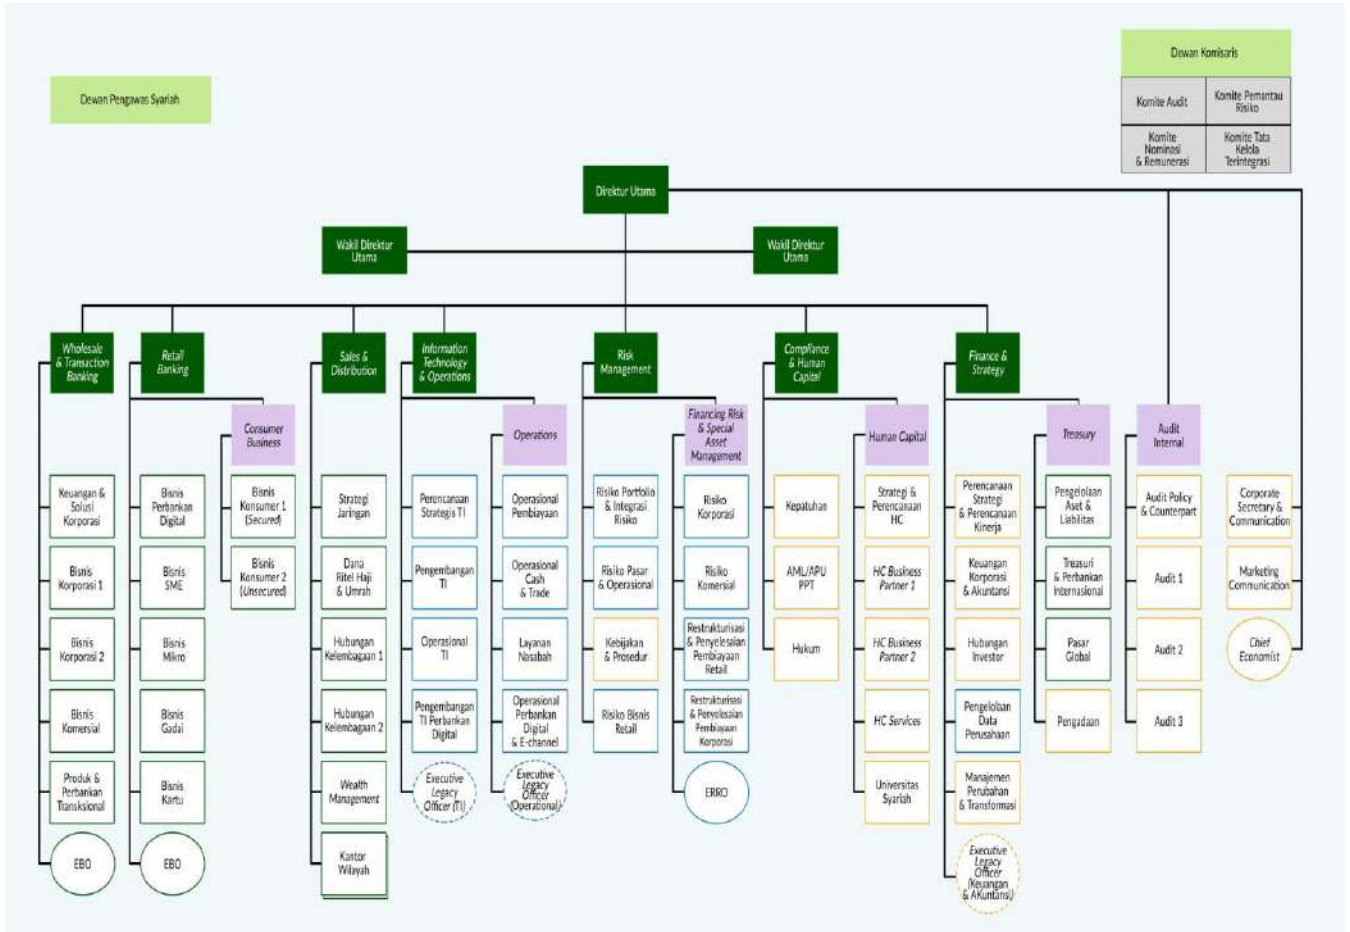 Dewan Pengawas Syariah
Dewan Komisaris
Komite Audit
Komite Pemantau
Risiko
Komite
Nominasi
& Remunerasi
Komite Tata
Kelola
Terintegrasi
Direktur Utama
Wakil Direktur
Utama
Wakil Direktur
Utama
Wholesale
& Transaction
Banking
Retail
Banking
Sales &
Distribution
Information
Technology
& Operations
Risk
Management
Compliance
& Human
Capital
Finance &
Strategy
Consumer
Business
Operations
Financing Risk
& Special
Asset
Management
Human Capital
Treasury
Audit
Internal
Keuangan &
Solusi
Korporasi
Bisnis
Perbankan
Digital
Bisnis
Konsumer 1
(Secured)
Strategi
Jaringan
Perencanaan
Strategis TI
Operasional
Pembiayaan
Risiko Portfolio
& Integrasi
Risiko
Risiko
Korporasi
Kepatuhan
Strategi &
Perencanaan
HC
Perencanaan
Strategi
& Perencanaan
Kinerja
Pengelolaan
Aset &
Liabilitas
Audit Policy
& Counterpart
Corporate
Secretary &
Communication
Bisnis
Korporasi 1
Bisnis
SME
Bisnis
Konsumer 2
(Unsecured)
Dana
Ritel Haji
& Umrah
Pengembangan
TI
Operasional
Cash
& Trade
Risiko Pasar
& Operasional
Risiko
Komersial
AML/APU
PPT
HC Business
Partner 1
Keuangan
Korporasi
& Akuntansi
Treasuri
& Perbankan
Internasional
Audit 1
Marketing
Communication
Bisnis
Korporasi 2
Bisnis
Mikro
Hubungan
Kelembagaan 1
Operasional
TI
Layanan
Nasabah
Kebijakan
& Prosedur
Restrukturisasi
& Penyelesaian
Pembiayaan
Retail
Hukum
HC Business
Partner 2
Hubungan
Investor
Pasar
Global
Audit 2
Chief
Economist
Bisnis
Komersial
Bisnis
Gadai
Hubungan
Kelembagaan 2
Pengembangan
TI Perbankan
Digital
Operasional
Perbankan
Digital
& E-channel
Risiko Bisnis
Retail
Restrukturisasi
& Penyelesaian
Pembiayaan
Korporasi
HC Services
Pengelolaan
Data
Perusahaan
Pengadaan
Audit 3
Produk &
Perbankan
Transksional
Bisnis
Kartu
Wealth
Management
Executive
Legacy
Officer (TI)
Executive
Legacy
Officer
(Operational)
ERRO
Universitas
Syariah
Manajemen
Perubahan
& Transformasi
EBO
EBO
Kantor
Wilayah
Executive
Legacy
Officer
(Keuangan
& AKuntansi)